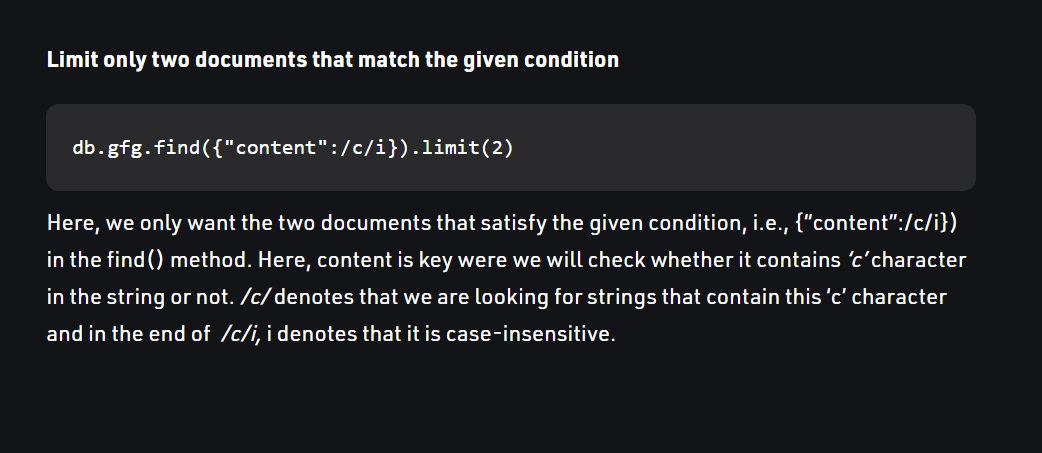 Limit only two documents that match the given condition
db.gfg.find({"content":/c/i}).limit(2)
Here, we only want the two documents that satisfy the given condition, i.e., {“content”:/c/i})
in the find() method. Here, content is key were we will check whether it contains ‘c’ character
in the string or not. /c/ denotes that we are looking for strings that contain this ‘c’ character
and in the end of /c/i, i denotes that it is case-insensitive.